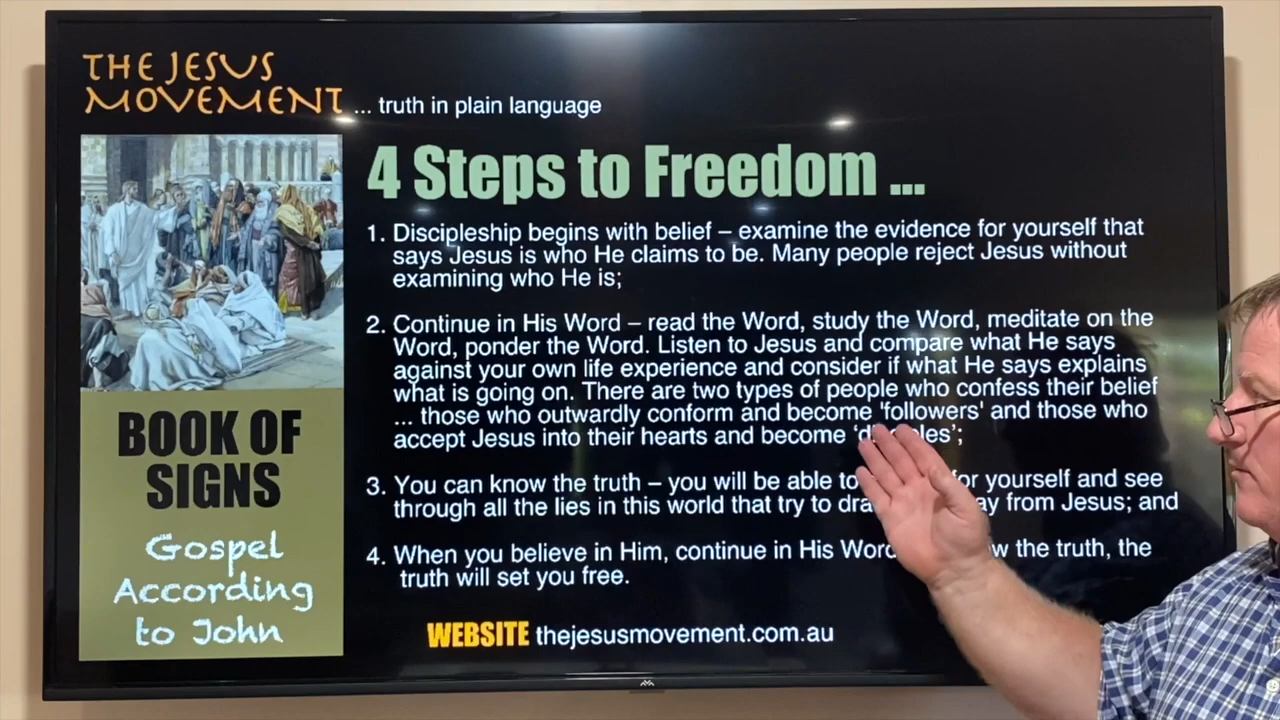 THE JESUS
MOVEMENT ... truth in plain language
4 Steps to Freedom ...
1. Discipleship begins with belief – examine the evidence for yourself that
says Jesus is who He claims to be. Many people reject Jesus without
examining who He is;
2. Continue in His Word – read the Word, study the Word, meditate on the
Word, ponder the Word. Listen to Jesus and compare what He says
against your own life experience and consider if what He says explains
what is going on. There are two types of people who confess their belief
... those who outwardly conform and become 'followers' and those who
accept Jesus into their hearts and become
3. You can know the truth – you will be able to for yourself and see
through all the lies in this world that try to from Jesus; and
4. When you believe in Him, continue in His Word the truth, the
truth will set you free.
WEBSITE thejesusmovement.com.au
BOOK OF
SIGNS
Gospel
According
to John